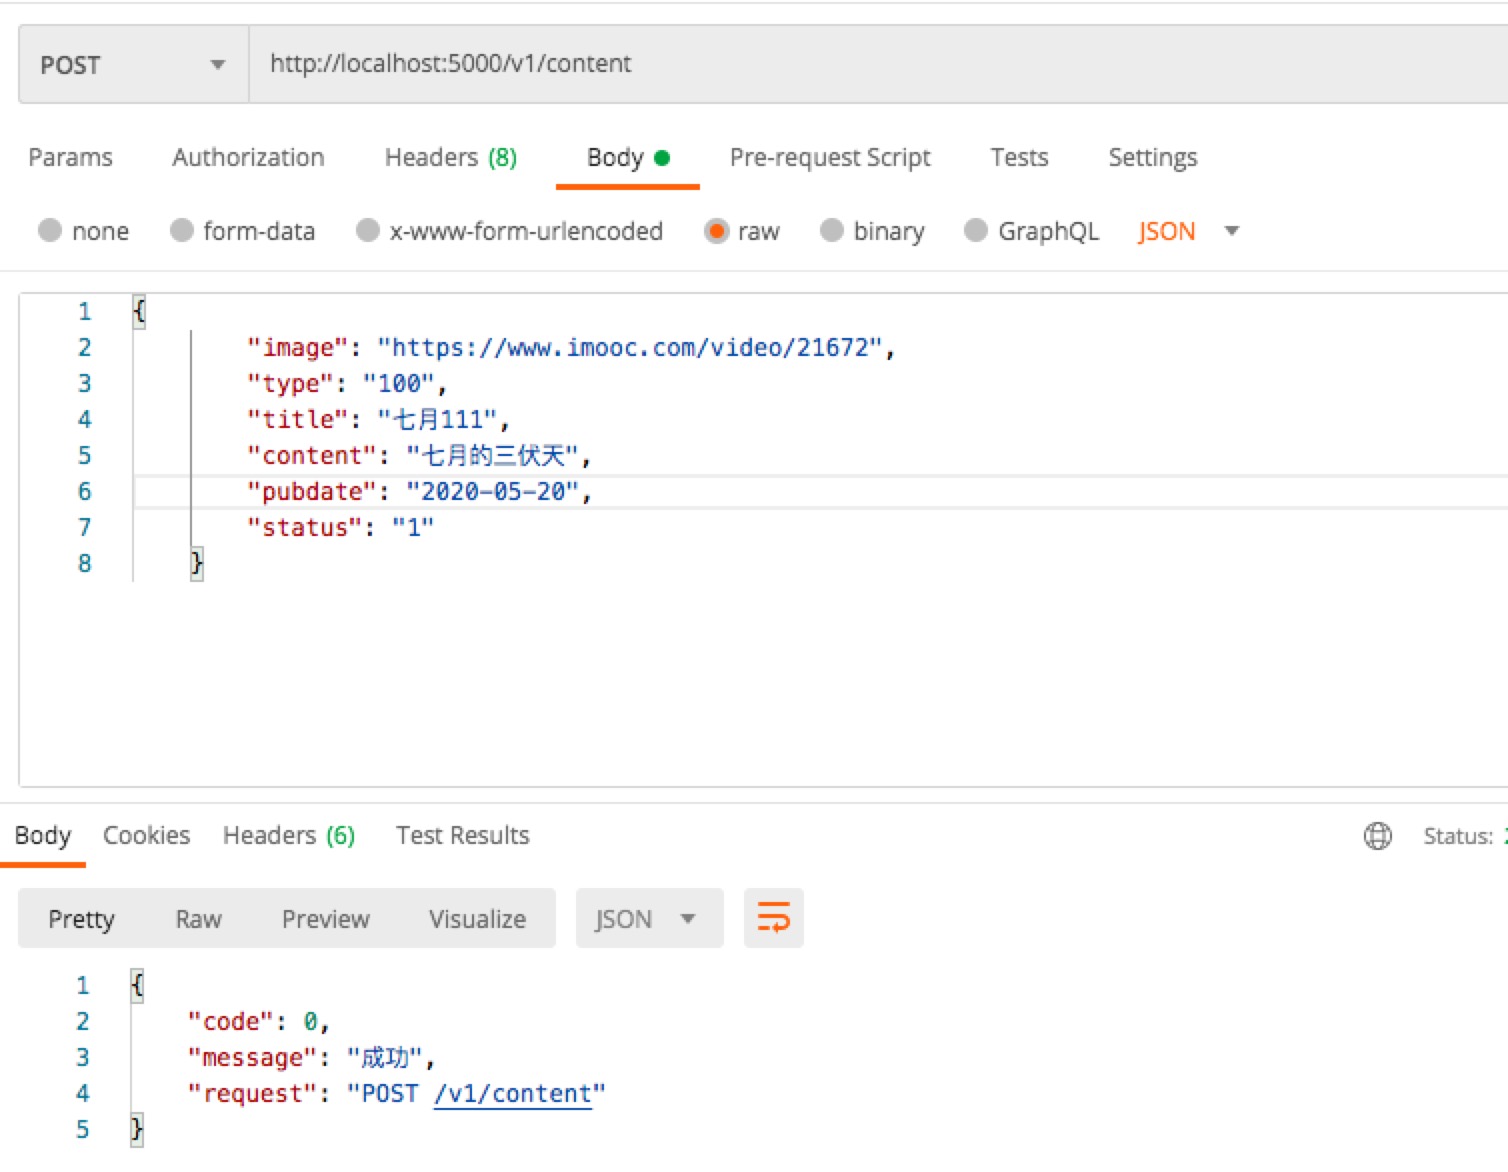 POST http://localhost:5000/v1/content
Params Authorization Headers (8) Body Pre-request Script Tests Settings
none form-data x-www-form-urlencoded raw binary GraphQL JSON
1 {
2 "image": "https://www.imooc.com/video/21672",
3 "type": "100",
4 "title": "七月111",
5 "content": "七月的三伏天",
6 "pubdate": "2020-05-20",
7 "status": "1"
8 }
Body Cookies Headers (6) Test Results Status:
Pretty Raw Preview Visualize JSON
1 {
2 "code": 0,
3 "message": "成功",
4 "request": "POST /v1/content"
5 }